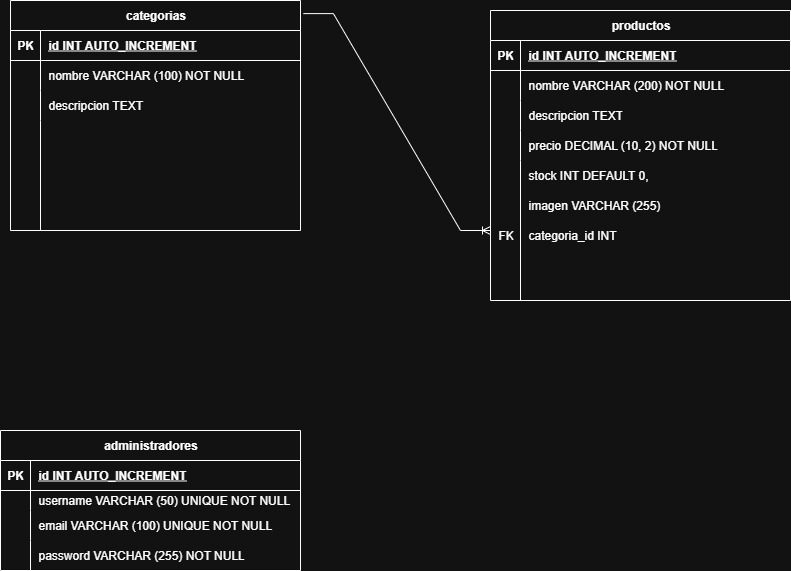 categorias
PK id INT AUTO_INCREMENT
nombre VARCHAR (100) NOT NULL
descripcion TEXT
productos
PK id INT AUTO_INCREMENT
nombre VARCHAR (200) NOT NULL
descripcion TEXT
precio DECIMAL (10, 2) NOT NULL
stock INT DEFAULT 0,
imagen VARCHAR (255)
FK categoria_id INT
administradores
PK id INT AUTO_INCREMENT
username VARCHAR (50) UNIQUE NOT NULL
email VARCHAR (100) UNIQUE NOT NULL
password VARCHAR (255) NOT NULL